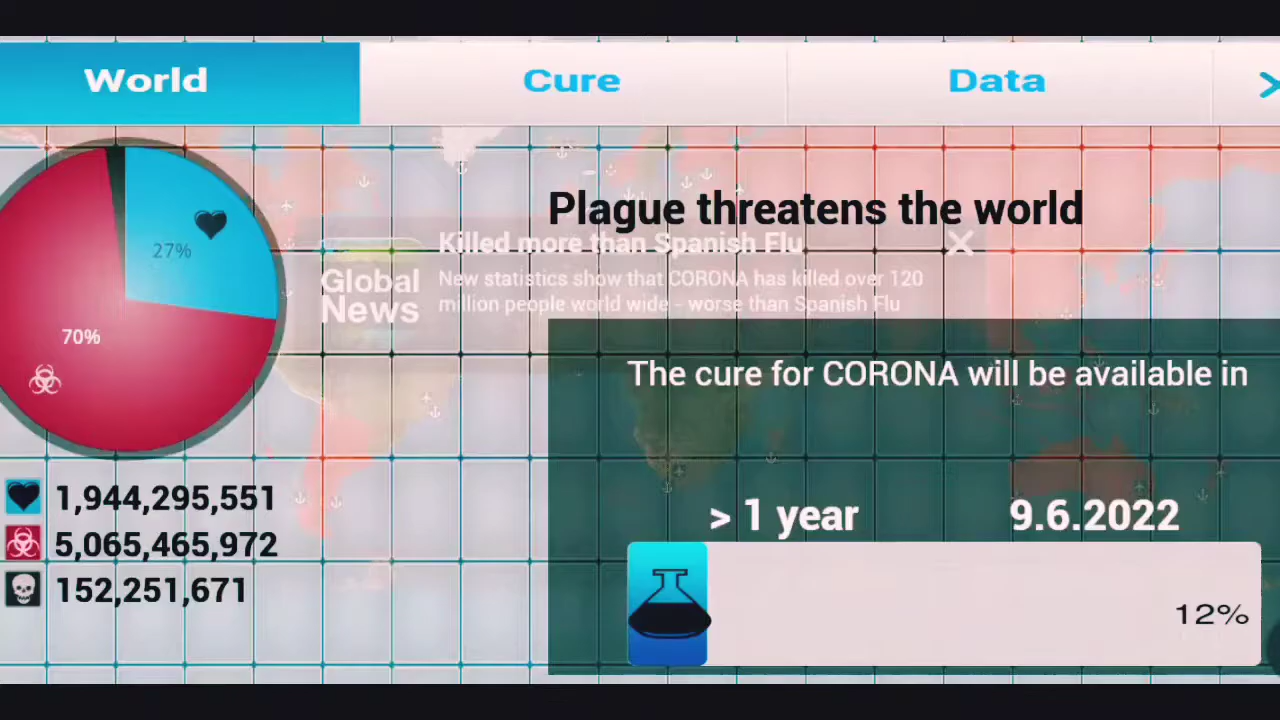 World
Cure
Data
>
Plague threatens the world
Killed more than Spanish Flu
Global
News
New statistics show that CORONA has killed over 120
million people world wide - worse than Spanish Flu
27%
70%
The cure for CORONA will be available in
1,944,295,551
5,065,465,972
152,251,671
> 1 year
9.6.2022
12%